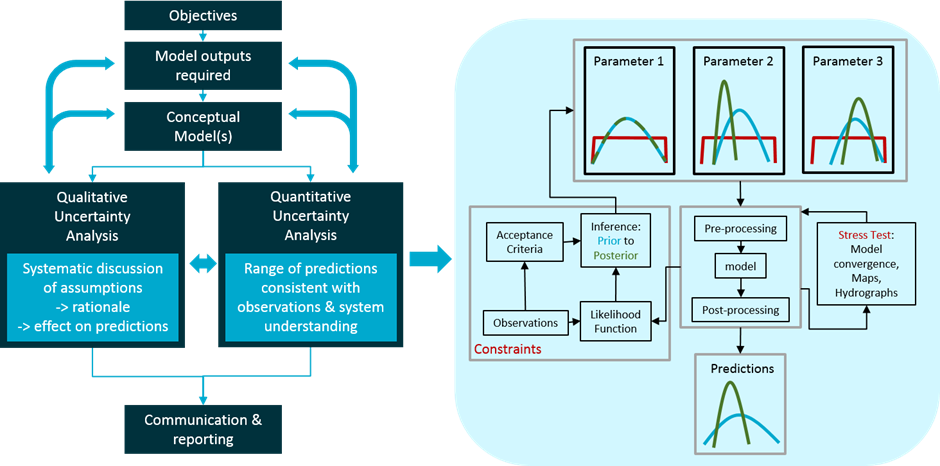 Objectives
Model outputs
required
Conceptual
Model(s)
Qualitative
Uncertainty
Analysis
Systematic discussion
of assumptions
-> rationale
-> effect on predictions
Quantitative
Uncertainty
Analysis
Range of predictions
consistent with
observations & system
understanding
Communication &
reporting
Parameter 1
Parameter 2
Parameter 3
Acceptance
Criteria
Inference:
Prior to
Posterior
Observations
Likelihood
Function
Constraints
Pre-processing
model
Post-processing
Stress Test:
Model
convergence,
Maps,
Hydrographs
Predictions